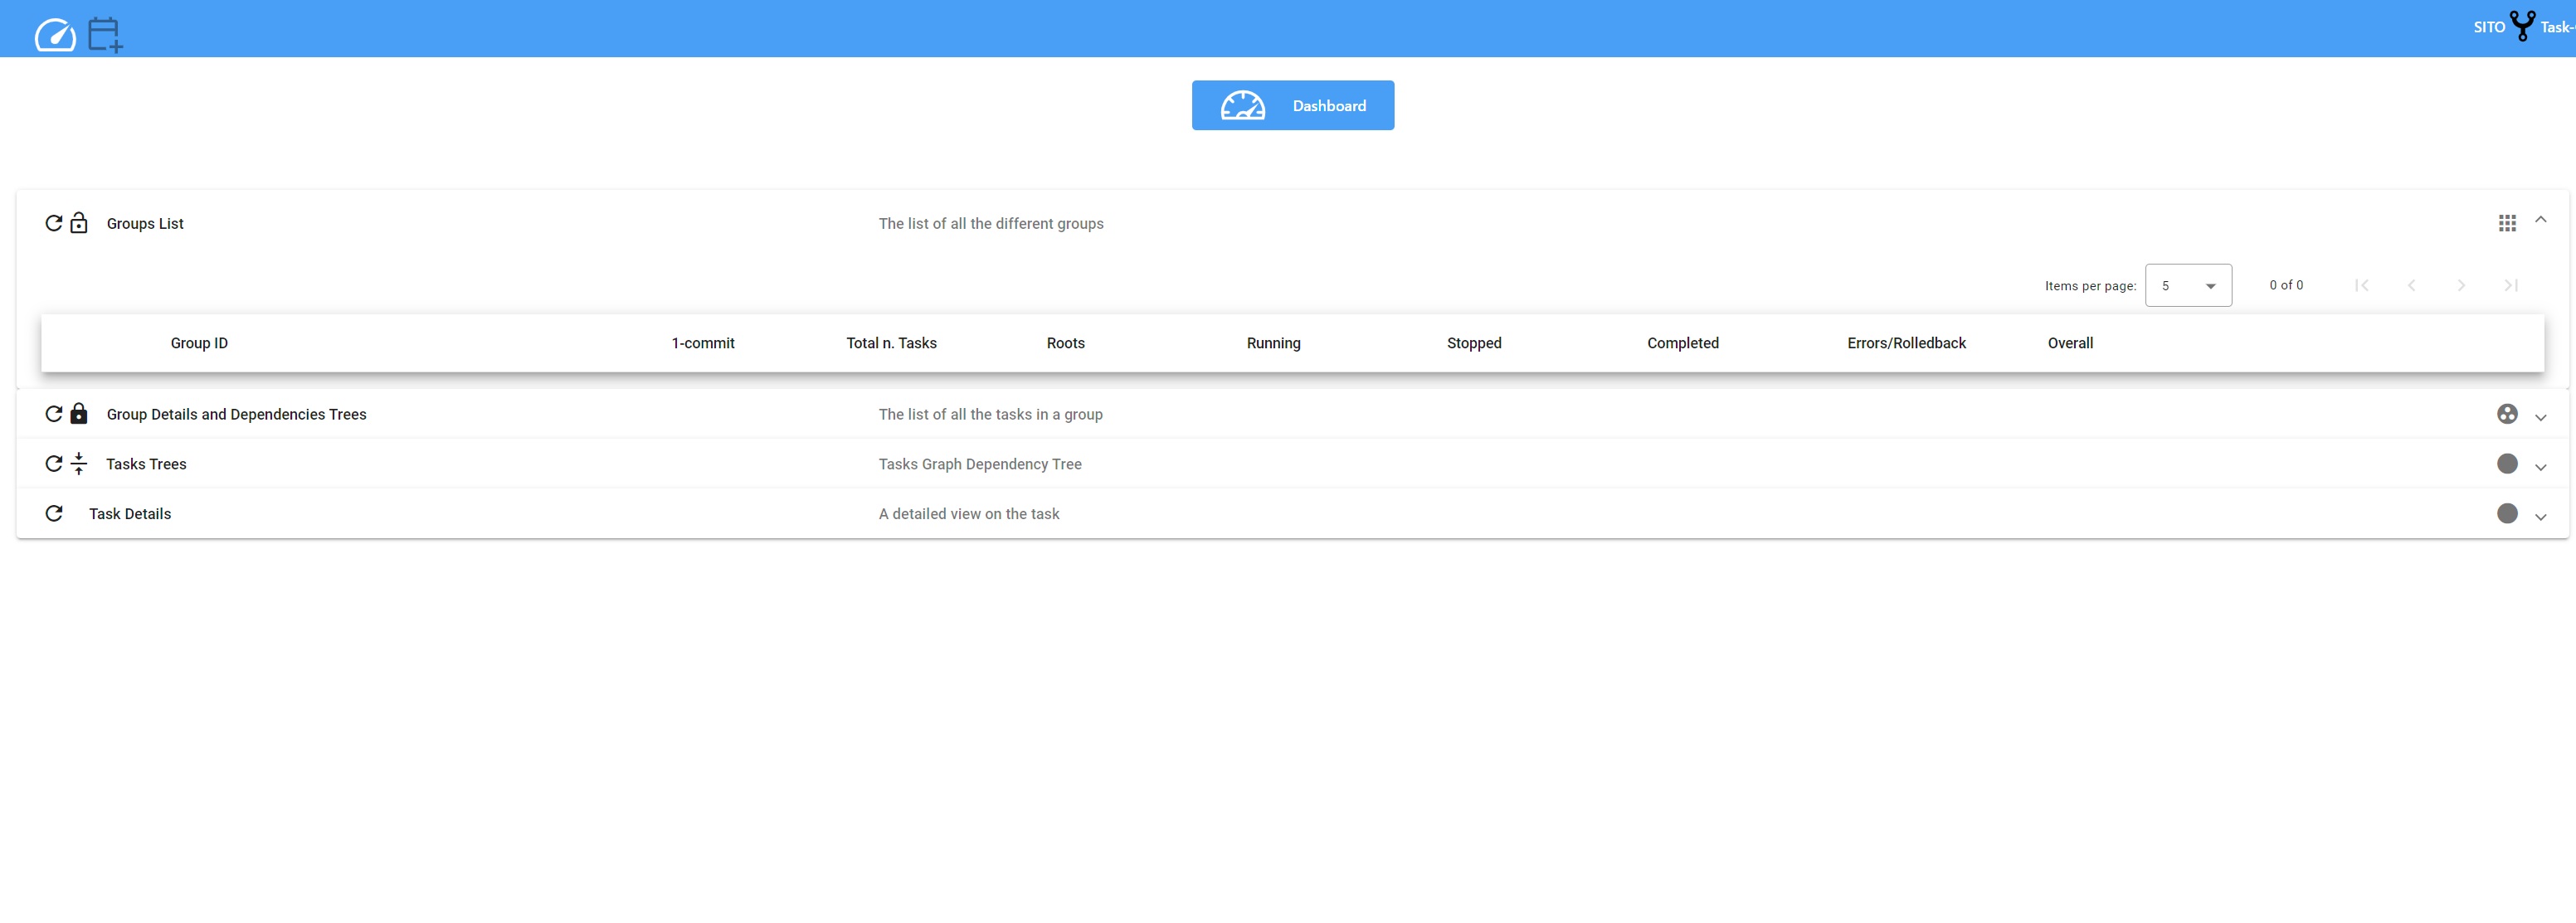 SITO Task-
Dashboard
Groups List The list of all the different groups
Items per page: 5 0 of 0
Group ID 1-commit Total n. Tasks Roots Running Stopped Completed Errors/Rolledback Overall
Group Details and Dependencies Trees The list of all the tasks in a group
Tasks Trees Tasks Graph Dependency Tree
Task Details A detailed view on the task